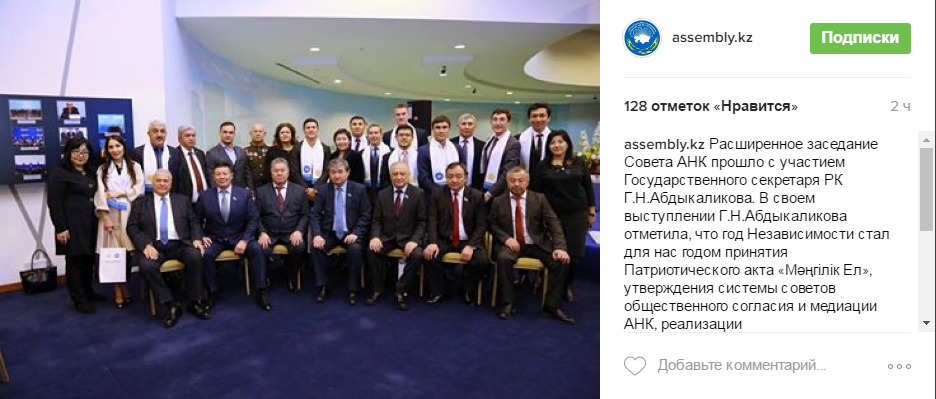 assembly.kz
Подписки
128 отметок «Нравится»
2 ч
assembly.kz Расширенное заседание
Совета АНК прошло с участием
Государственного секретаря РК
Г.Н.Абдыкаликова. В своем
выступлении Г.Н.Абдыкаликова
отметила, что год Независимости стал
для нас годом принятия
Патриотического акта «Мәңгілік Ел»,
утверждения системы советов
общественного согласия и медиации
АНК, реализации
Добавьте комментарий...